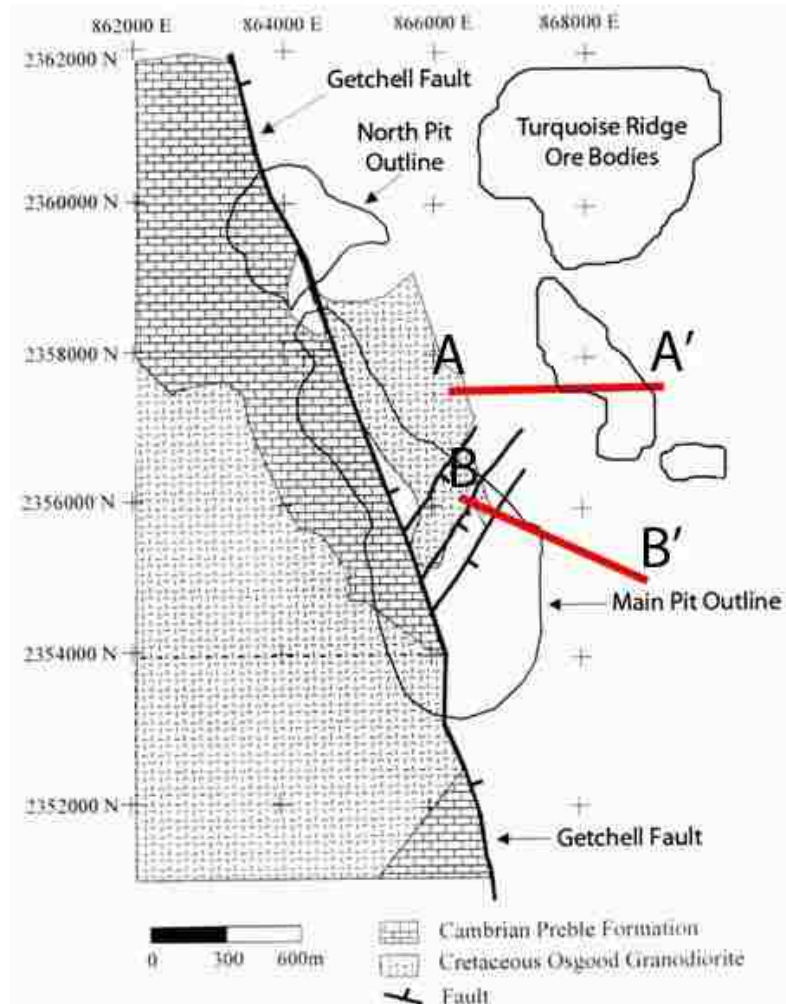 862000 E 864000 E 866000 E 868000 E
2362000 N
Getchell Fault
North Pit
Outline
Turquoise Ridge
Ore Bodies
2360000 N
2358000 N
A A′
B
2356000 N
B′
Main Pit Outline
2354000 N
2352000 N
Getchell Fault
Cambrian Preble Formation
0 300 600m
Cretaceous Osgood Granodiorite
Fault